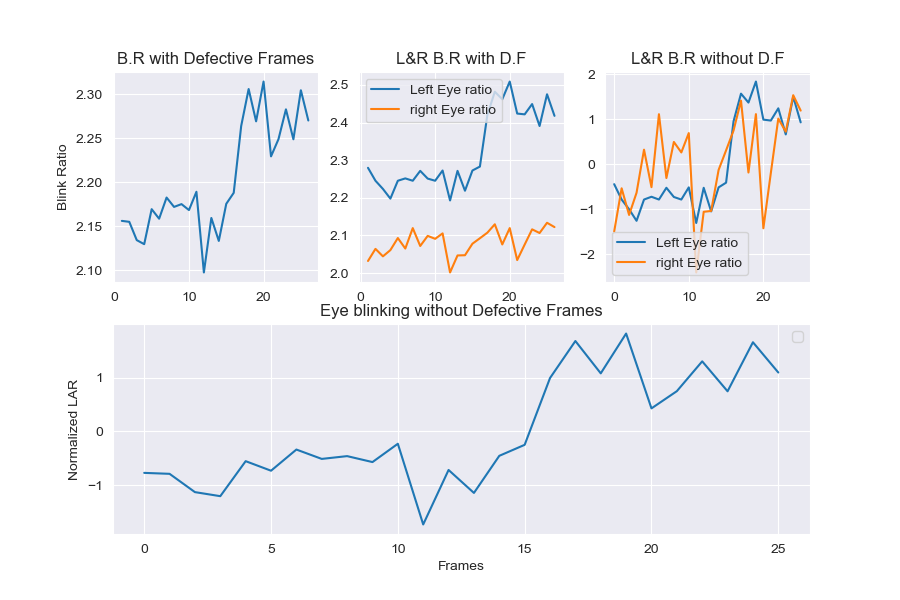 B.R with Defective Frames
L&R B.R with D.F
L&R B.R without D.F
Blink Ratio
2.30
2.25
2.20
2.15
2.10
0 10 20
2.5
2.4
2.3
2.2
2.1
2.0
0 10 20
Left Eye ratio
right Eye ratio
2
1
0
−1
−2
0 10 20
Left Eye ratio
right Eye ratio
Eye blinking without Defective Frames
Normalized LAR
1
0
−1
0 5 10 15 20 25
Frames